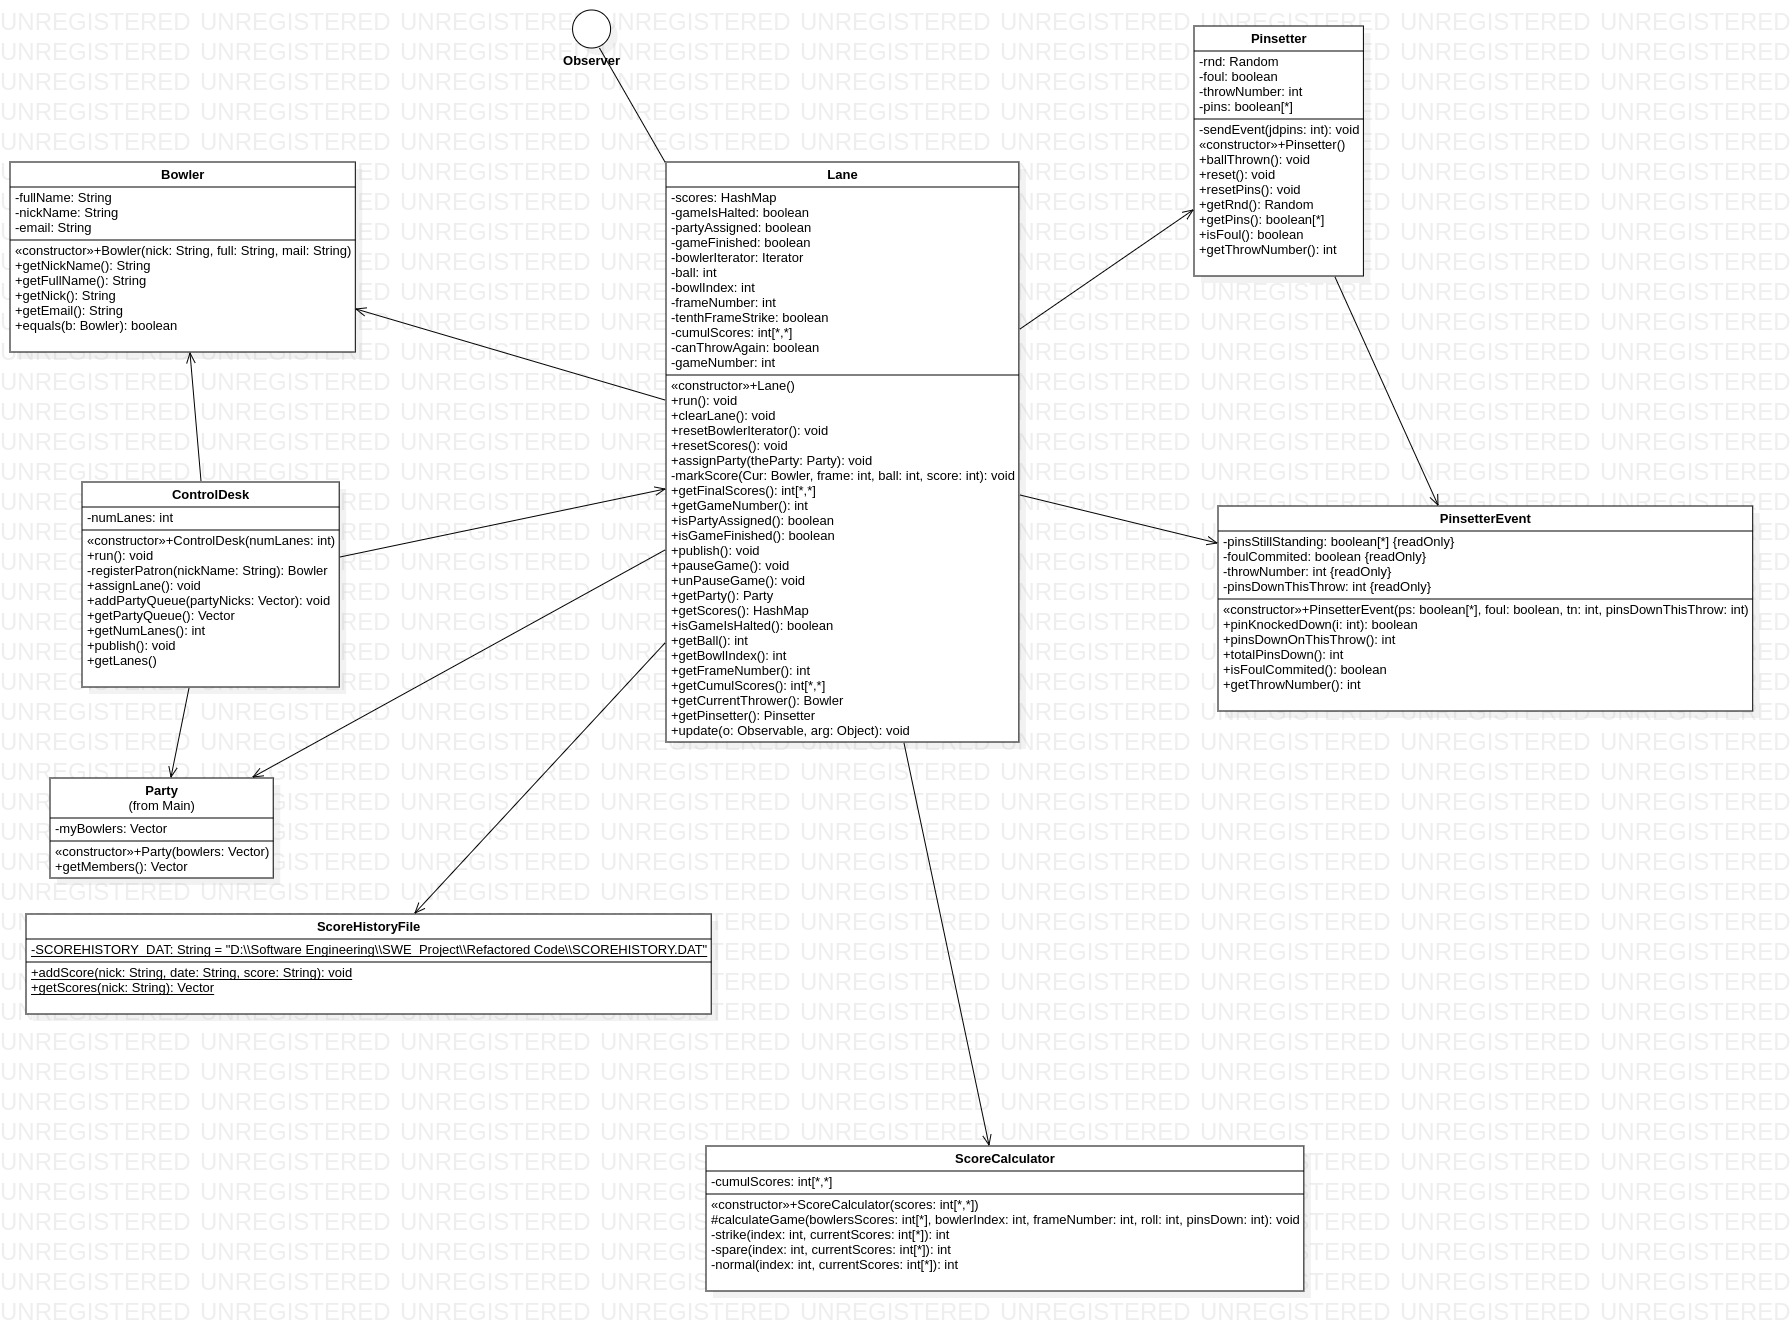 Observer
Pinsetter
-rnd: Random
-foul: boolean
-throwNumber: int
-pins: boolean[*]
-sendEvent(jdpins: int): void
«constructor»+Pinsetter()
+ballThrown(): void
+reset(): void
+resetPins(): void
+getRnd(): Random
+getPins(): boolean[*]
+isFoul(): boolean
+getThrowNumber(): int
Bowler
-fullName: String
-nickName: String
-email: String
«constructor»+Bowler(nick: String, full: String, mail: String)
+getNickName(): String
+getFullName(): String
+getNick(): String
+getEmail(): String
+equals(b: Bowler): boolean
Lane
-scores: HashMap
-gameIsHalted: boolean
-partyAssigned: boolean
-gameFinished: boolean
-bowlerIterator: Iterator
-ball: int
-bowlIndex: int
-frameNumber: int
-tenthFrameStrike: boolean
-cumulScores: int[*,*]
-canThrowAgain: boolean
-gameNumber: int
«constructor»+Lane()
+run(): void
+clearLane(): void
+resetBowlerIterator(): void
+resetScores(): void
+assignParty(theParty: Party): void
-markScore(Cur: Bowler, frame: int, ball: int, score: int): void
+getFinalScores(): int[*,*]
+getGameNumber(): int
+isPartyAssigned(): boolean
+isGameFinished(): boolean
+publish(): void
+pauseGame(): void
+unPauseGame(): void
+getParty(): Party
+getScores(): HashMap
+isGameIsHalted(): boolean
+getBall(): int
+getBowlIndex(): int
+getFrameNumber(): int
+getCumulScores(): int[*,*]
+getCurrentThrower(): Bowler
+getPinsetter(): Pinsetter
+update(o: Observable, arg: Object): void
ControlDesk
-numLanes: int
«constructor»+ControlDesk(numLanes: int)
+run(): void
-registerPatron(nickName: String): Bowler
+assignLane(): void
+addPartyQueue(partyNicks: Vector): void
+getPartyQueue(): Vector
+getNumLanes(): int
+publish(): void
+getLanes()
PinsetterEvent
-pinsStillStanding: boolean[*] {readOnly}
-foulCommited: boolean {readOnly}
-throwNumber: int {readOnly}
-pinsDownThisThrow: int {readOnly}
«constructor»+PinsetterEvent(ps: boolean[*], foul: boolean, tn: int, pinsDownThisThrow: int)
+pinKnockedDown(i: int): boolean
+pinsDownOnThisThrow(): int
+totalPinsDown(): int
+isFoulCommited(): boolean
+getThrowNumber(): int
Party
(from Main)
-myBowlers: Vector
«constructor»+Party(bowlers: Vector)
+getMembers(): Vector
ScoreHistoryFile
-SCOREHISTORY_DAT: String = "D:\\Software Engineering\\SWE_Project\\Refactored Code\\SCOREHISTORY.DAT"
+addScore(nick: String, date: String, score: String): void
+getScores(nick: String): Vector
ScoreCalculator
-cumulScores: int[*,*]
«constructor»+ScoreCalculator(scores: int[*,*])
#calculateGame(bowlersScores: int[*], bowlerIndex: int, frameNumber: int, roll: int, pinsDown: int): void
-strike(index: int, currentScores: int[*]): int
-spare(index: int, currentScores: int[*]): int
-normal(index: int, currentScores: int[*]): int